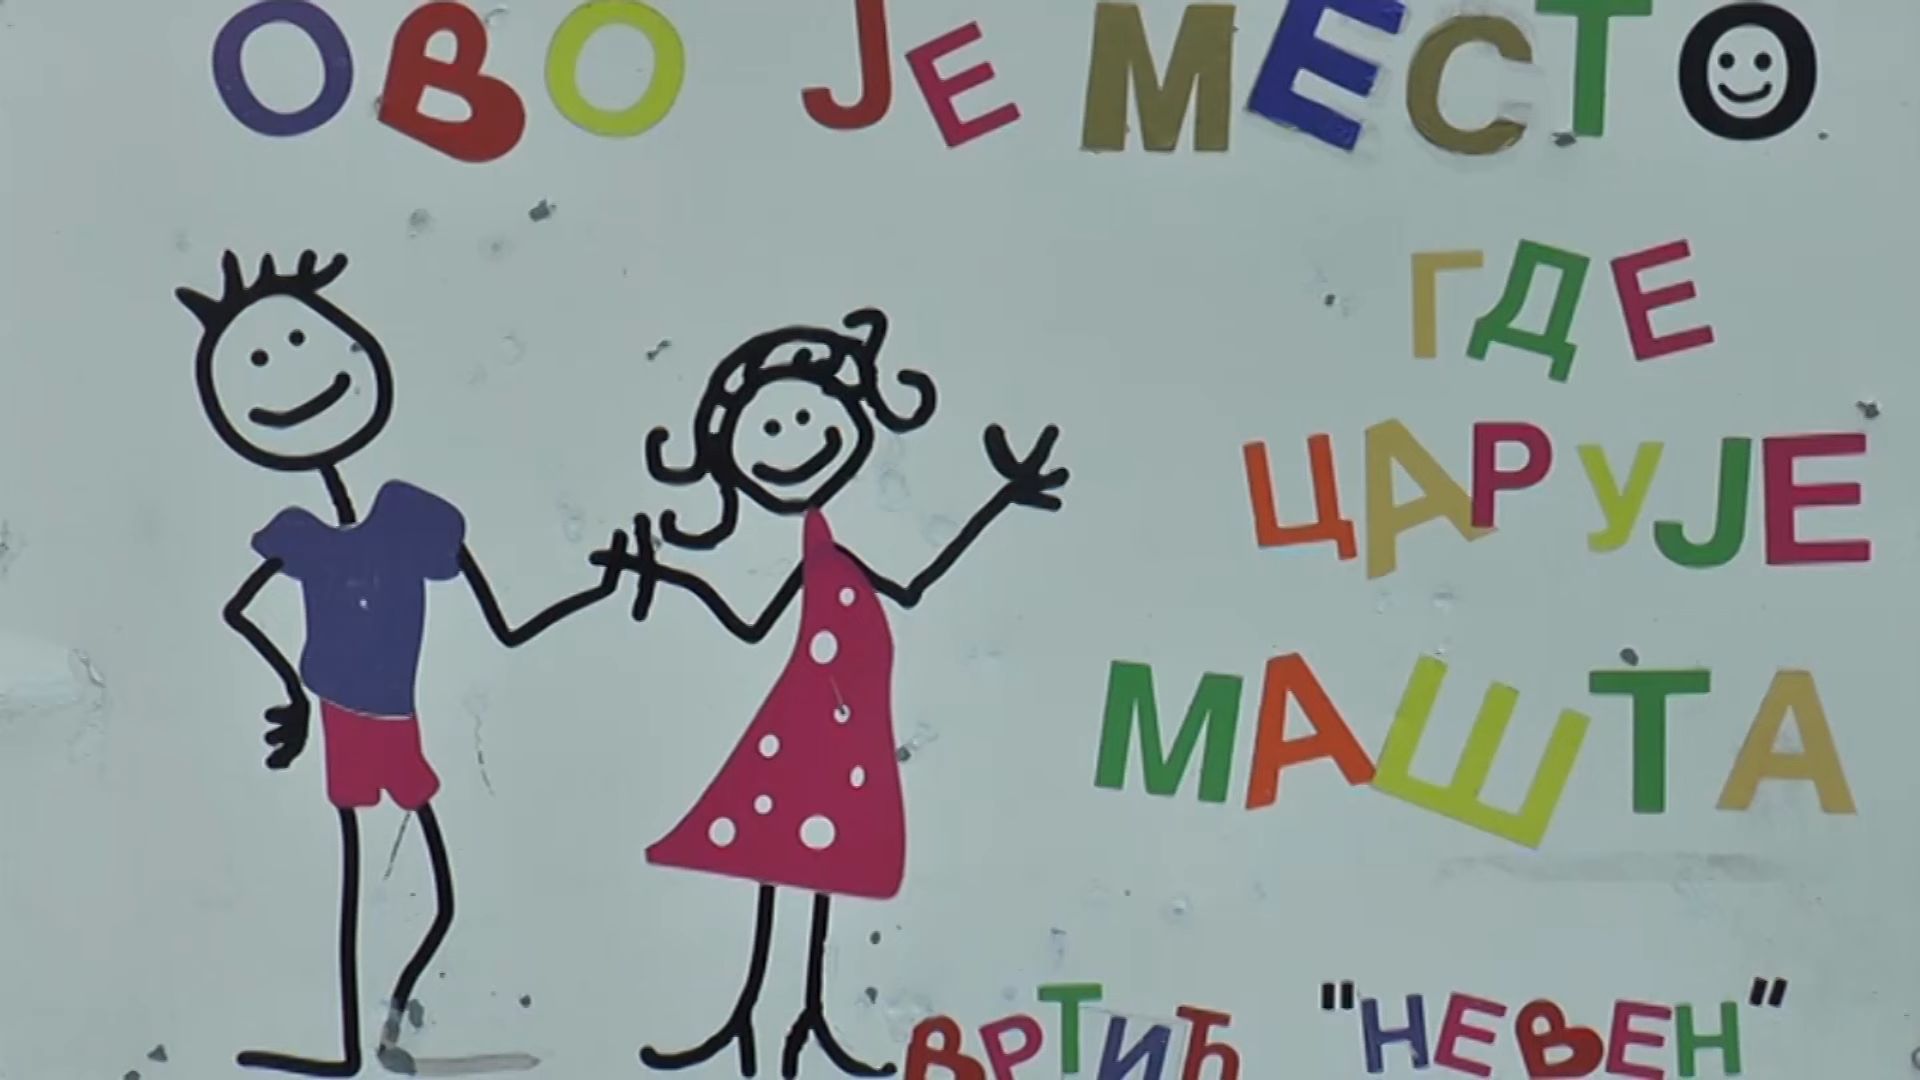 ОВО ЈЕ МЕСТО
ГДЕ
ЦАРУЈЕ
МАШТА
ВРТИЋ "НЕВЕН"